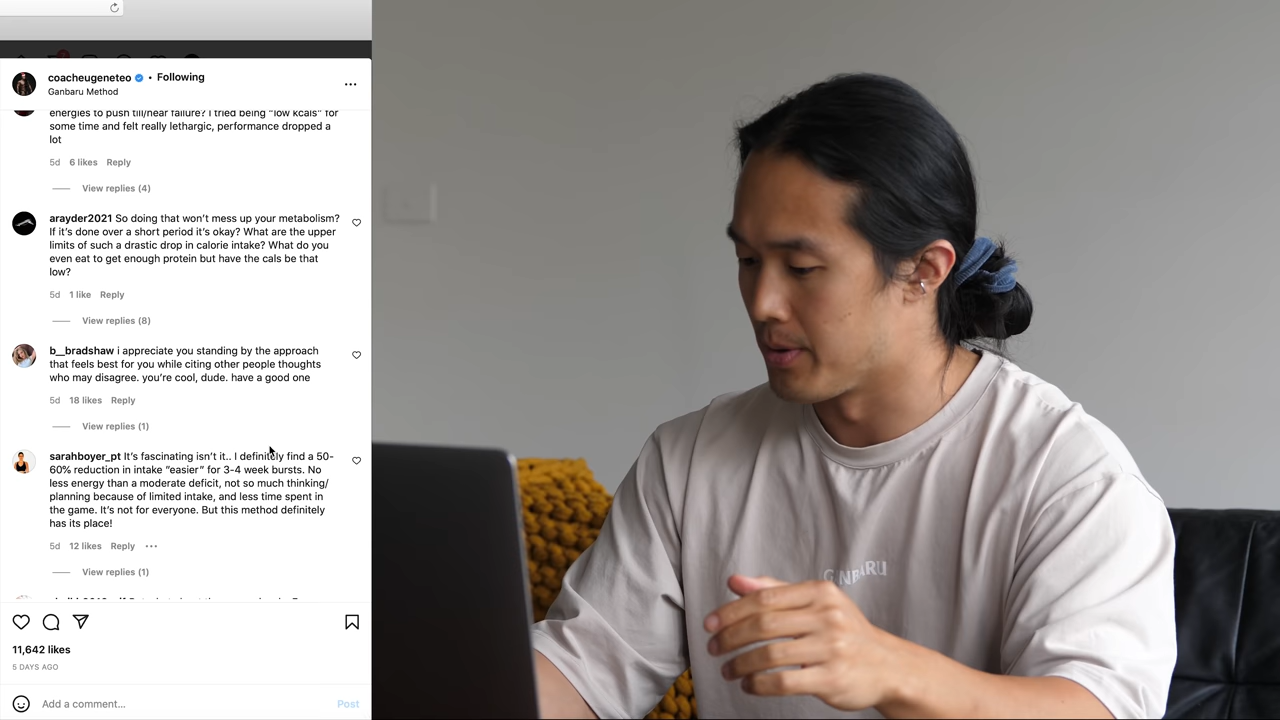 coacheugeneteo • Following
Ganbaru Method
energies to push till/near failure? I tried being "low kcals" for
some time and felt really lethargic, performance dropped a
lot
5d 6 likes Reply
View replies (4)
arayder2021 So doing that won't mess up your metabolism?
If it's done over a short period it's okay? What are the upper
limits of such a drastic drop in calorie intake? What do you
even eat to get enough protein but have the cals be that
low?
5d 1 like Reply
View replies (8)
b__bradshaw i appreciate you standing by the approach
that feels best for you while citing other people thoughts
who may disagree. you're cool, dude. have a good one
5d 18 likes Reply
View replies (1)
sarahboyer_pt It's fascinating isn't it.. I definitely find a 50-
60% reduction in intake "easier" for 3-4 week bursts. No
less energy than a moderate deficit, not so much thinking/
planning because of limited intake, and less time spent in
the game. It's not for everyone. But this method definitely
has its place!
5d 12 likes Reply
View replies (1)
11,642 likes
5 DAYS AGO
Add a comment... Post
GANBARU